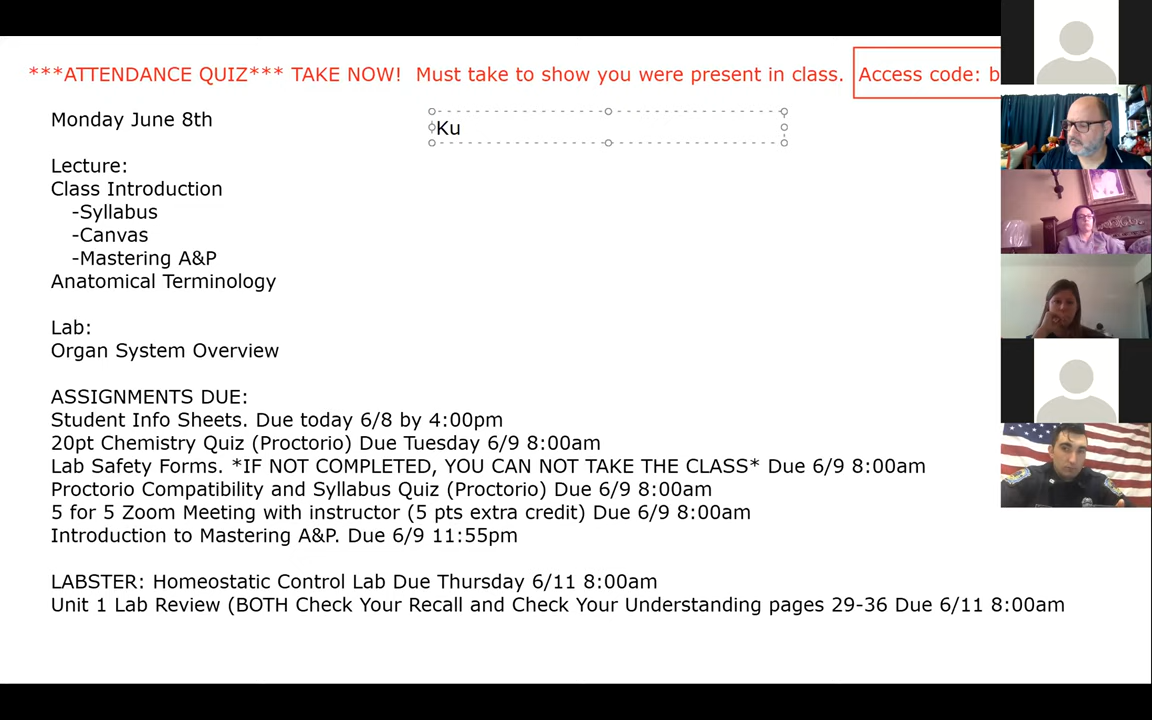 ***ATTENDANCE QUIZ*** TAKE NOW!  Must take to show you were present in class.  Access code: b
Monday June 8th
Ku
Lecture:
Class Introduction
-Syllabus
-Canvas
-Mastering A&P
Anatomical Terminology
Lab:
Organ System Overview
ASSIGNMENTS DUE:
Student Info Sheets. Due today 6/8 by 4:00pm
20pt Chemistry Quiz (Proctorio) Due Tuesday 6/9 8:00am
Lab Safety Forms. *IF NOT COMPLETED, YOU CAN NOT TAKE THE CLASS* Due 6/9 8:00am
Proctorio Compatibility and Syllabus Quiz (Proctorio) Due 6/9 8:00am
5 for 5 Zoom Meeting with instructor (5 pts extra credit) Due 6/9 8:00am
Introduction to Mastering A&P. Due 6/9 11:55pm
LABSTER: Homeostatic Control Lab Due Thursday 6/11 8:00am
Unit 1 Lab Review (BOTH Check Your Recall and Check Your Understanding pages 29-36 Due 6/11 8:00am